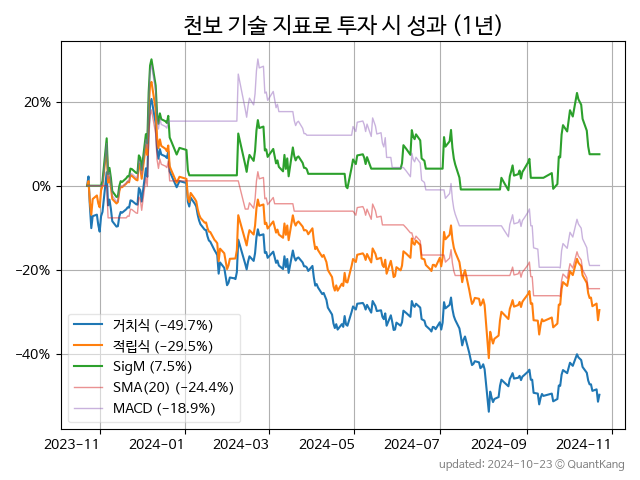 천보 기술 지표로 투자 시 성과 (1년)
20%
0%
−20%
−40%
거치식 (−49.7%)
적립식 (−29.5%)
SigM (7.5%)
SMA(20) (−24.4%)
MACD (−18.9%)
2023-11 2024-01 2024-03 2024-05 2024-07 2024-09 2024-11
updated: 2024-10-23 © QuantKang